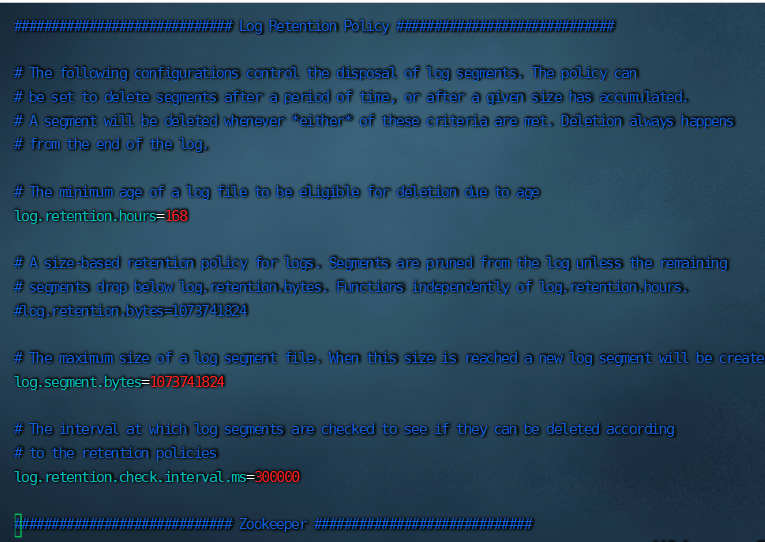 ############################# Log Retention Policy #############################
# The following configurations control the disposal of log segments. The policy can
# be set to delete segments after a period of time, or after a given size has accumulated.
# A segment will be deleted whenever *either* of these criteria are met. Deletion always happens
# from the end of the log.
# The minimum age of a log file to be eligible for deletion due to age
log.retention.hours=168
# A size-based retention policy for logs. Segments are pruned from the log unless the remaining
# segments drop below log.retention.bytes. Functions independently of log.retention.hours.
#log.retention.bytes=1073741824
# The maximum size of a log segment file. When this size is reached a new log segment will be create
log.segment.bytes=1073741824
# The interval at which log segments are checked to see if they can be deleted according
# to the retention policies
log.retention.check.interval.ms=300000
############################# Zookeeper #############################